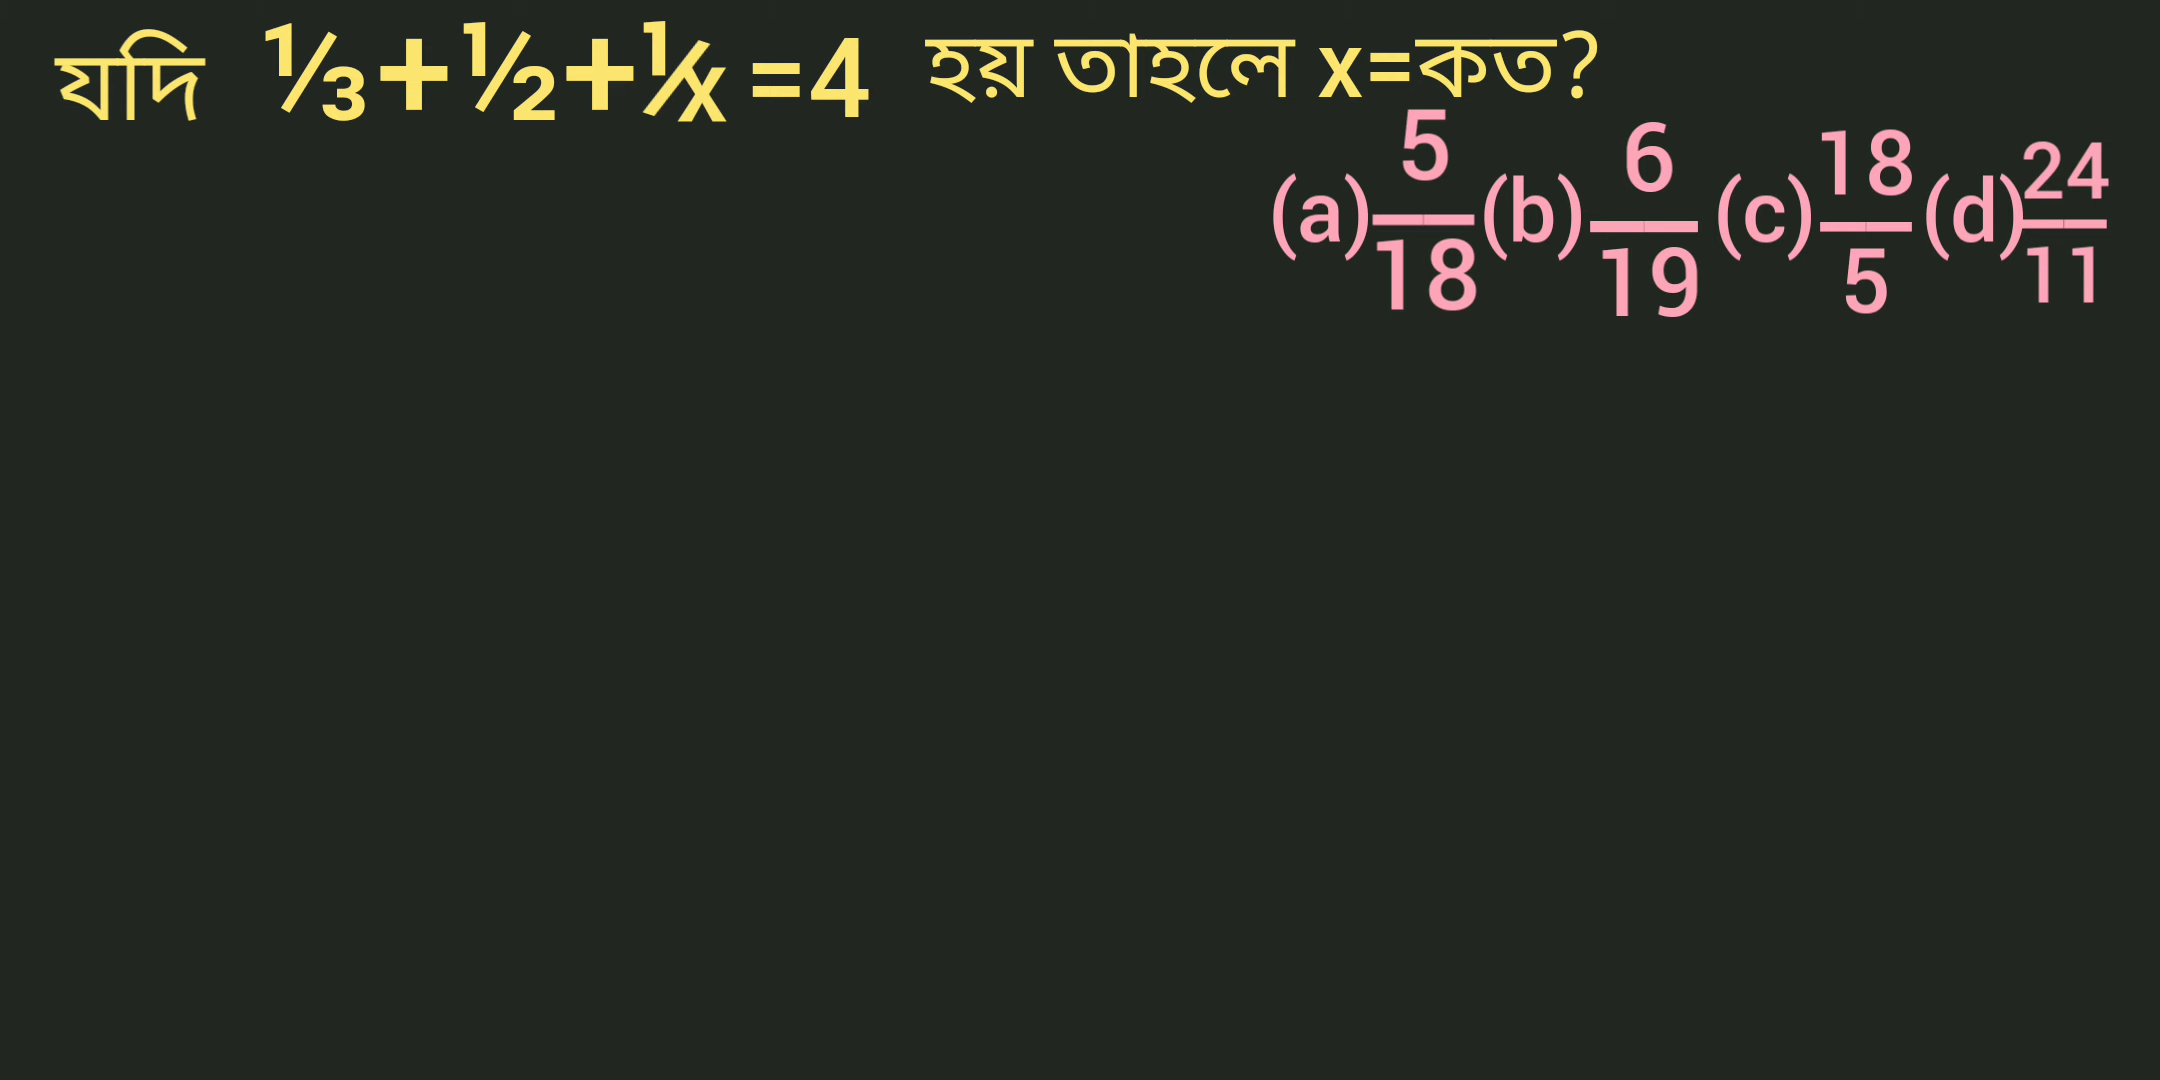 যদি ⅓+½+⅟x =4 হয় তাহলে x=কত?
(a) 5/18 (b) 6/19 (c) 18/5 (d) 24/11